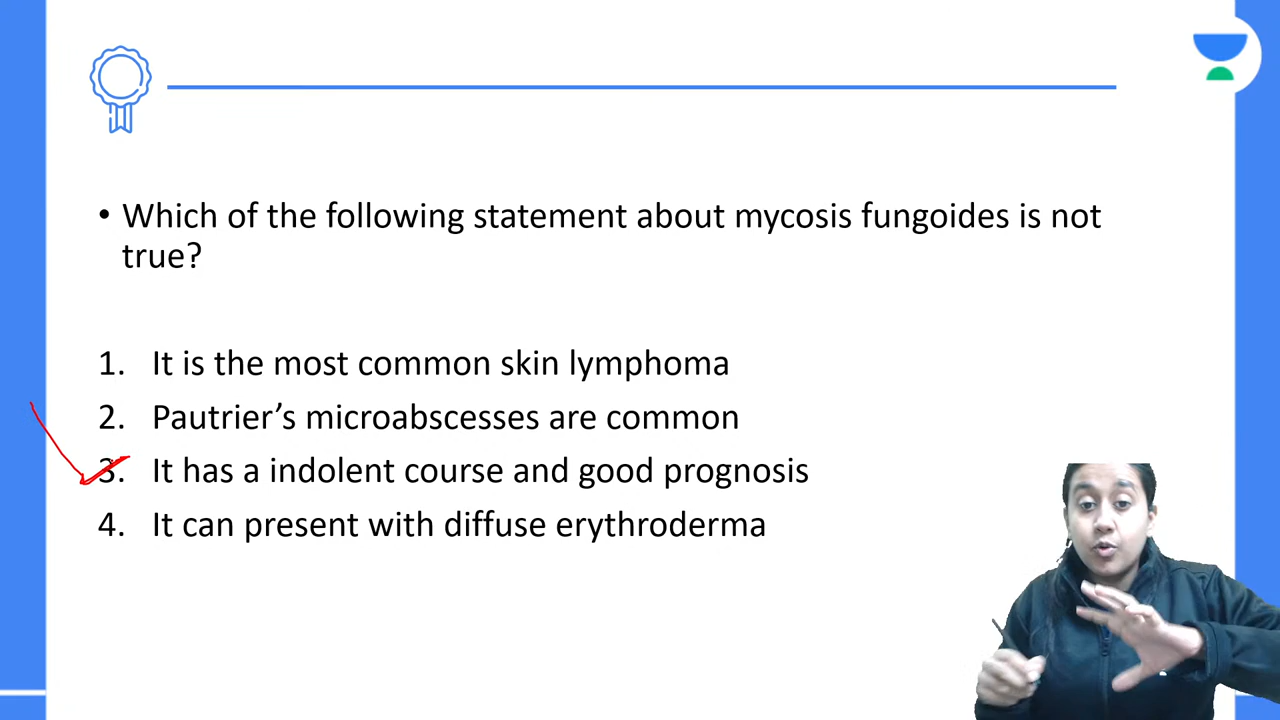 • Which of the following statement about mycosis fungoides is not
true?
1. It is the most common skin lymphoma
2. Pautrier’s microabscesses are common
3. It has a indolent course and good prognosis
4. It can present with diffuse erythroderma